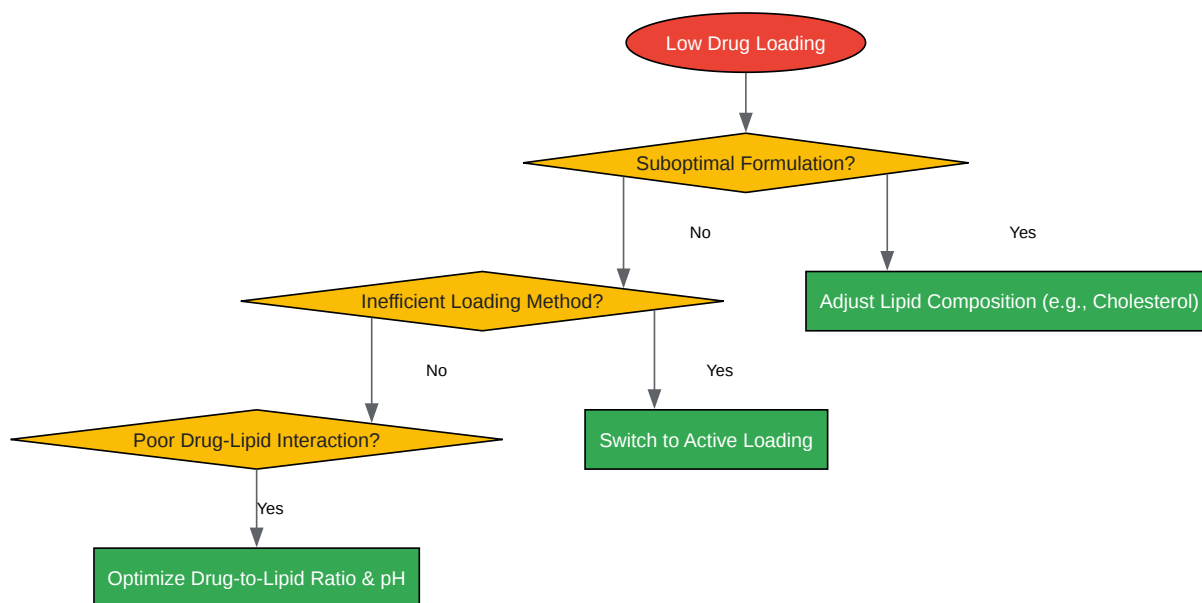 Low Drug Loading
Suboptimal Formulation?
No
Yes
Inefficient Loading Method?
Adjust Lipid Composition (e.g., Cholesterol)
No
Yes
Poor Drug-Lipid Interaction?
Switch to Active Loading
Yes
Optimize Drug-to-Lipid Ratio & pH